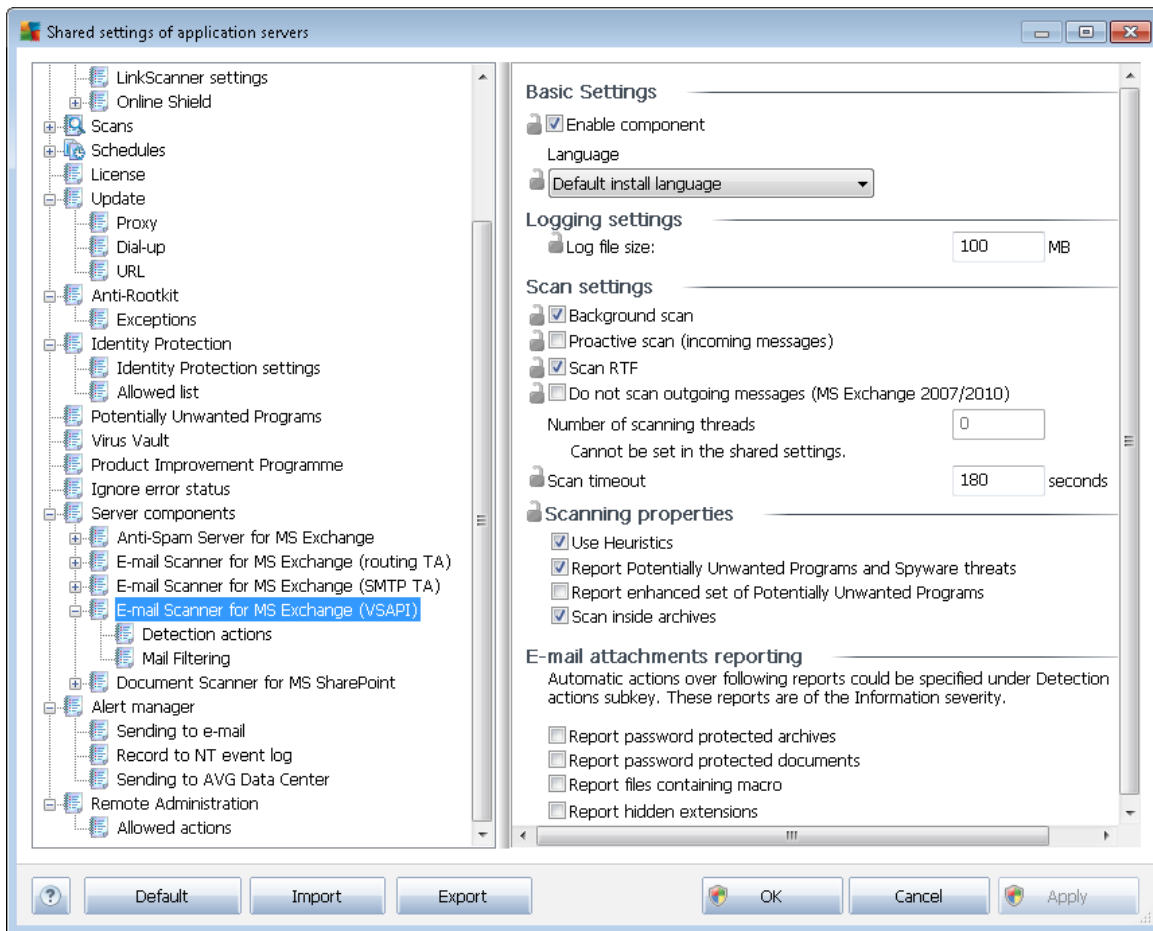 Shared settings of application servers
LinkScanner settings
Online Shield
Scans
Schedules
License
Update
Proxy
Dial-up
URL
Anti-Rootkit
Exceptions
Identity Protection
Identity Protection settings
Allowed list
Potentially Unwanted Programs
Virus Vault
Product Improvement Programme
Ignore error status
Server components
Anti-Spam Server for MS Exchange
E-mail Scanner for MS Exchange (routing TA)
E-mail Scanner for MS Exchange (SMTP TA)
E-mail Scanner for MS Exchange (VSAPI)
Detection actions
Mail Filtering
Document Scanner for MS SharePoint
Alert manager
Sending to e-mail
Record to NT event log
Sending to AVG Data Center
Remote Administration
Allowed actions
Basic Settings
Enable component
Language
Default install language
Logging settings
Log file size: 100 MB
Scan settings
Background scan
Proactive scan (incoming messages)
Scan RTF
Do not scan outgoing messages (MS Exchange 2007/2010)
Number of scanning threads 0
Cannot be set in the shared settings.
Scan timeout 180 seconds
Scanning properties
Use Heuristics
Report Potentially Unwanted Programs and Spyware threats
Report enhanced set of Potentially Unwanted Programs
Scan inside archives
E-mail attachments reporting
Automatic actions over following reports could be specified under Detection
actions subkey. These reports are of the Information severity.
Report password protected archives
Report password protected documents
Report files containing macro
Report hidden extensions
? Default Import Export OK Cancel Apply